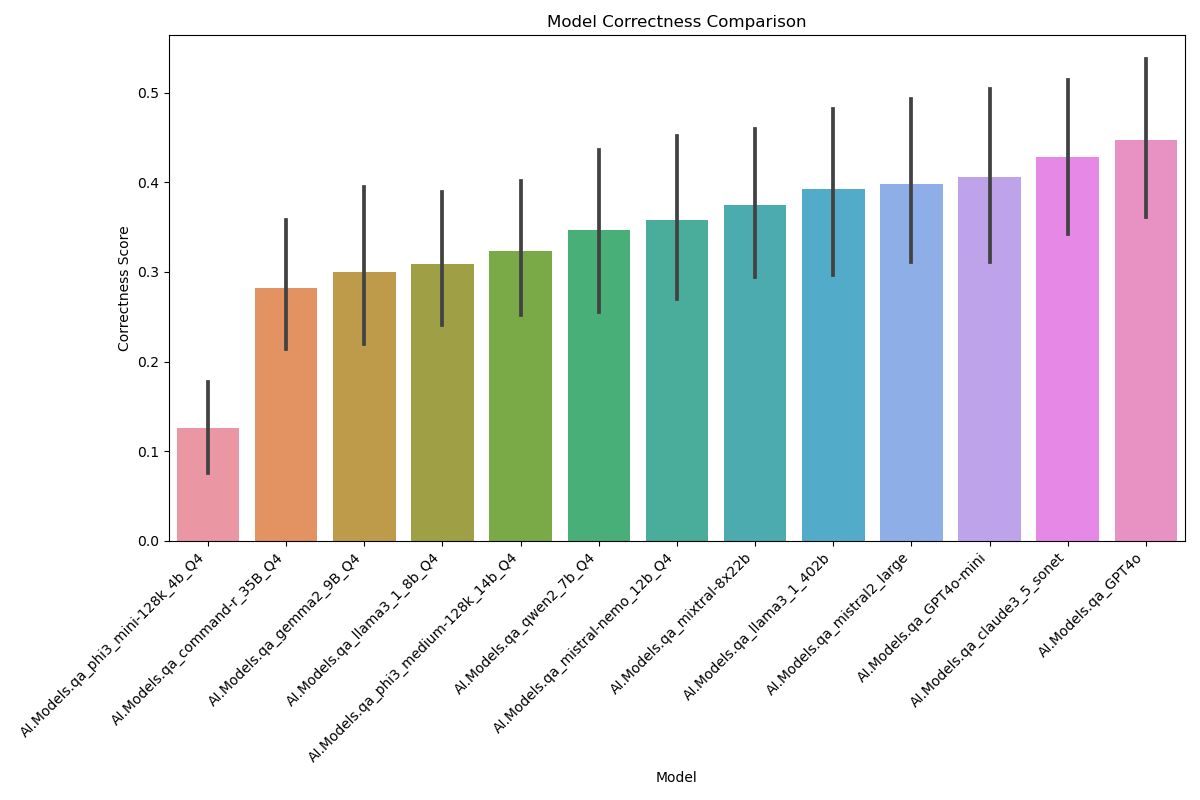 Model Correctness Comparison
Correctness Score
0.5
0.4
0.3
0.2
0.1
0.0
AI.Models.qa_phi3_mini-128k_4b_Q4
AI.Models.qa_command-r_35B_Q4
AI.Models.qa_gemma2_9B_Q4
AI.Models.qa_llama3_1_8b_Q4
AI.Models.qa_phi3_medium-128k_14b_Q4
AI.Models.qa_qwen2_7b_Q4
AI.Models.qa_mistral-nemo_12b_Q4
AI.Models.qa_mixtral-8x22b
AI.Models.qa_llama3_1_402b
AI.Models.qa_mistral2_large
AI.Models.qa_GPT4o-mini
AI.Models.qa_claude3_5_sonet
AI.Models.qa_GPT4o
Model